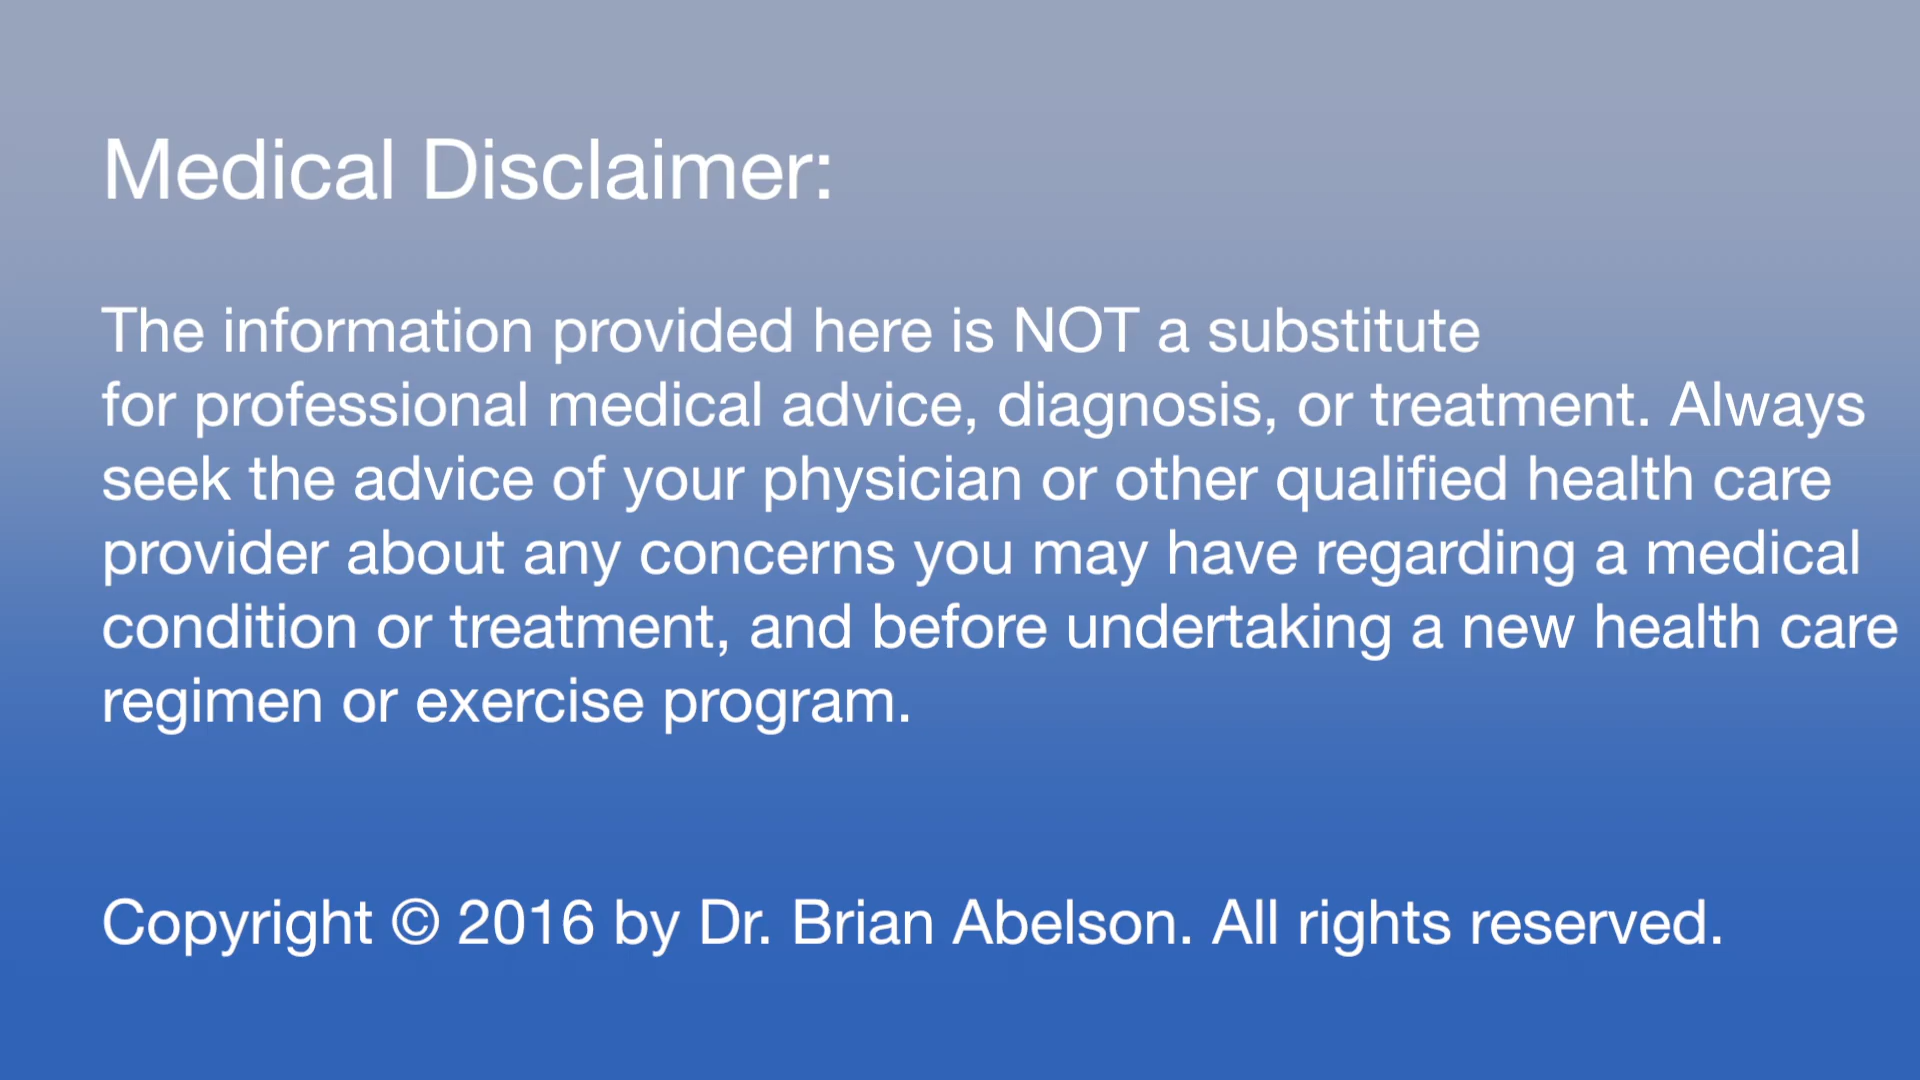 Medical Disclaimer:
The information provided here is NOT a substitute
for professional medical advice, diagnosis, or treatment. Always
seek the advice of your physician or other qualified health care
provider about any concerns you may have regarding a medical
condition or treatment, and before undertaking a new health care
regimen or exercise program.
Copyright © 2016 by Dr. Brian Abelson. All rights reserved.